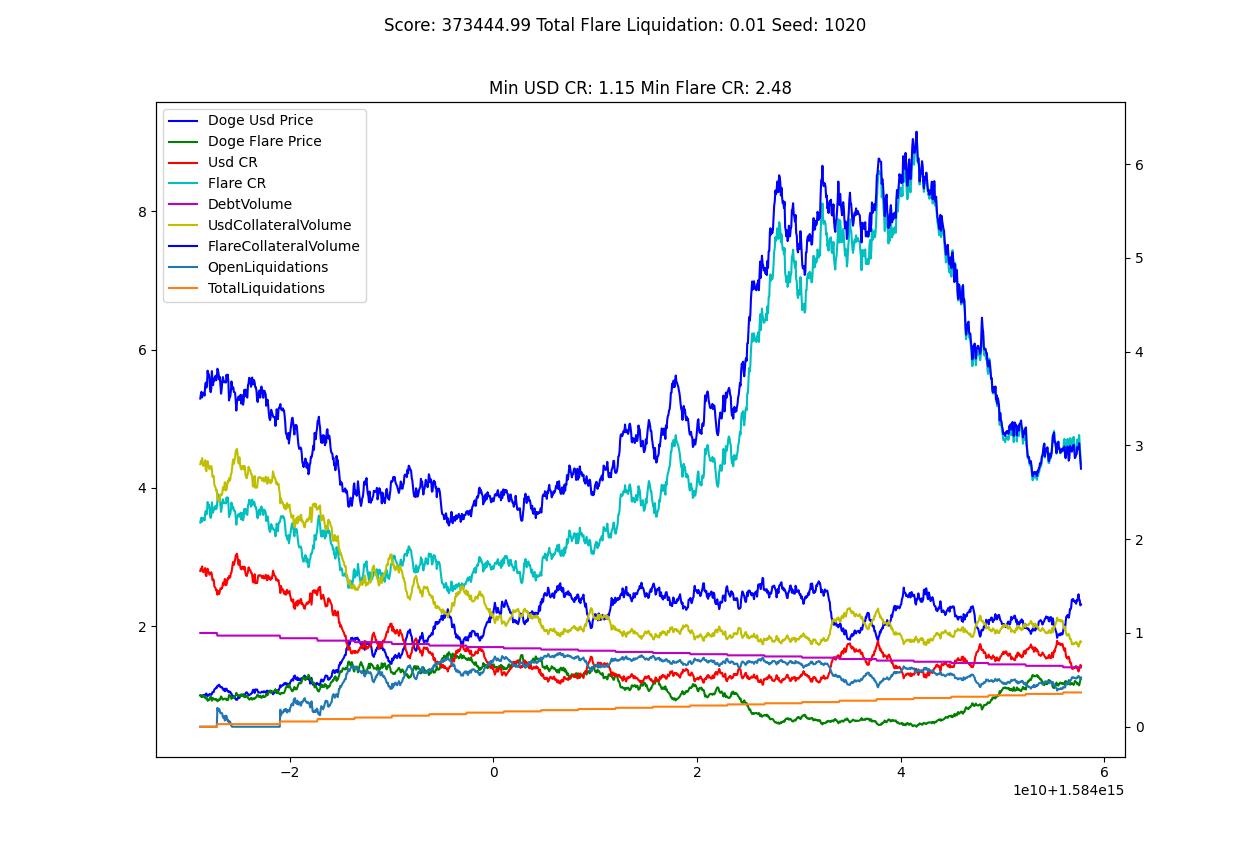 Score: 373444.99 Total Flare Liquidation: 0.01 Seed: 1020
Min USD CR: 1.15 Min Flare CR: 2.48
Doge Usd Price
Doge Flare Price
Usd CR
Flare CR
DebtVolume
UsdCollateralVolume
FlareCollateralVolume
OpenLiquidations
TotalLiquidations
8
6
4
2
6
5
4
3
2
1
0
−2 0 2 4 6
1e10+1.584e15